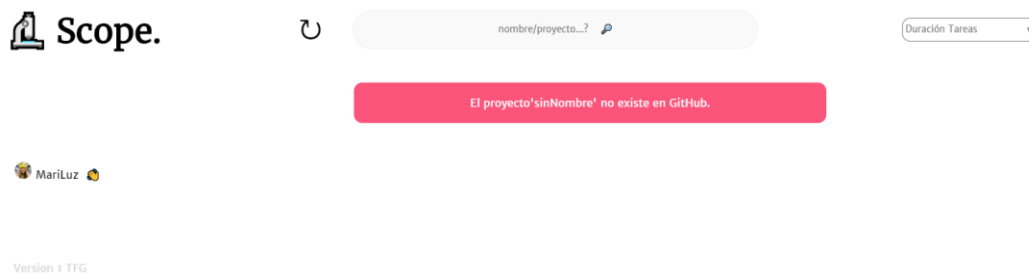 Scope.
nombre/proyecto...?
Duración Tareas
El proyecto'sinNombre' no existe en GitHub.
MariLuz
Version 1 TFG